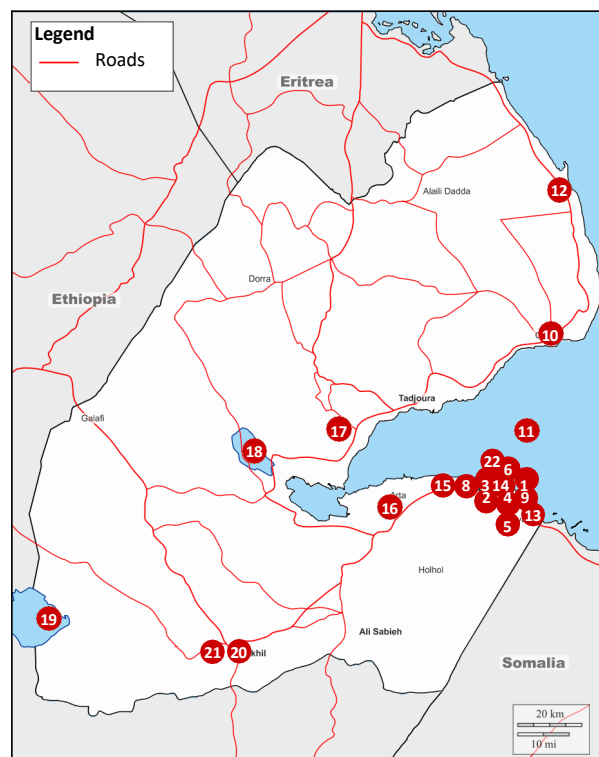 Legend
Roads
Eritrea
Alaili Dadda
12
Dorra
Ethiopia
10
Tadjoura
Galafi
17
11
18
22
6
15
8
3
14
1
Arta
2
4
9
16
13
5
Holhol
19
Ali Sabieh
21
20
khil
Somalia
20 km
10 mi